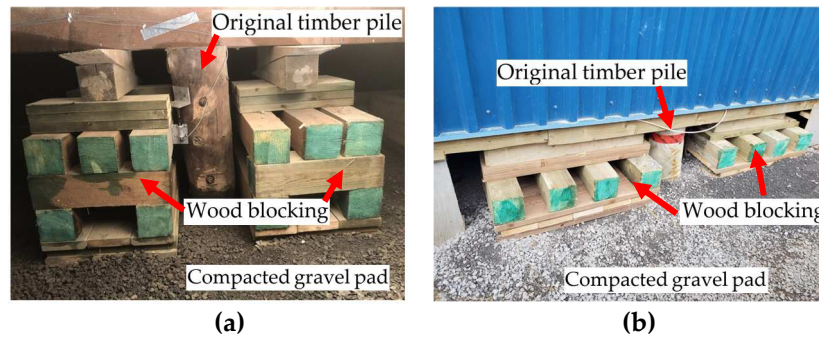 Original timber pile
Wood blocking
Compacted gravel pad
(a)
Original timber pile
Wood blocking
Compacted gravel pad
(b)